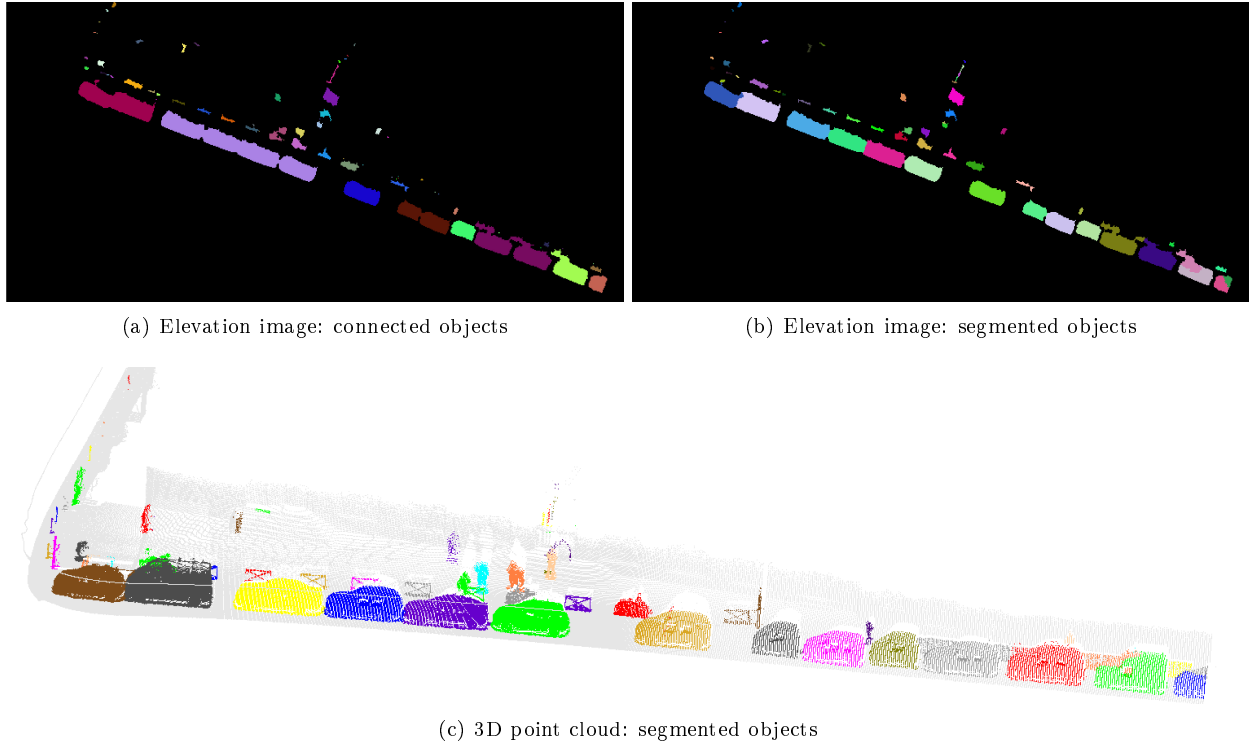 (a) Elevation image: connected objects
(b) Elevation image: segmented objects
(c) 3D point cloud: segmented objects